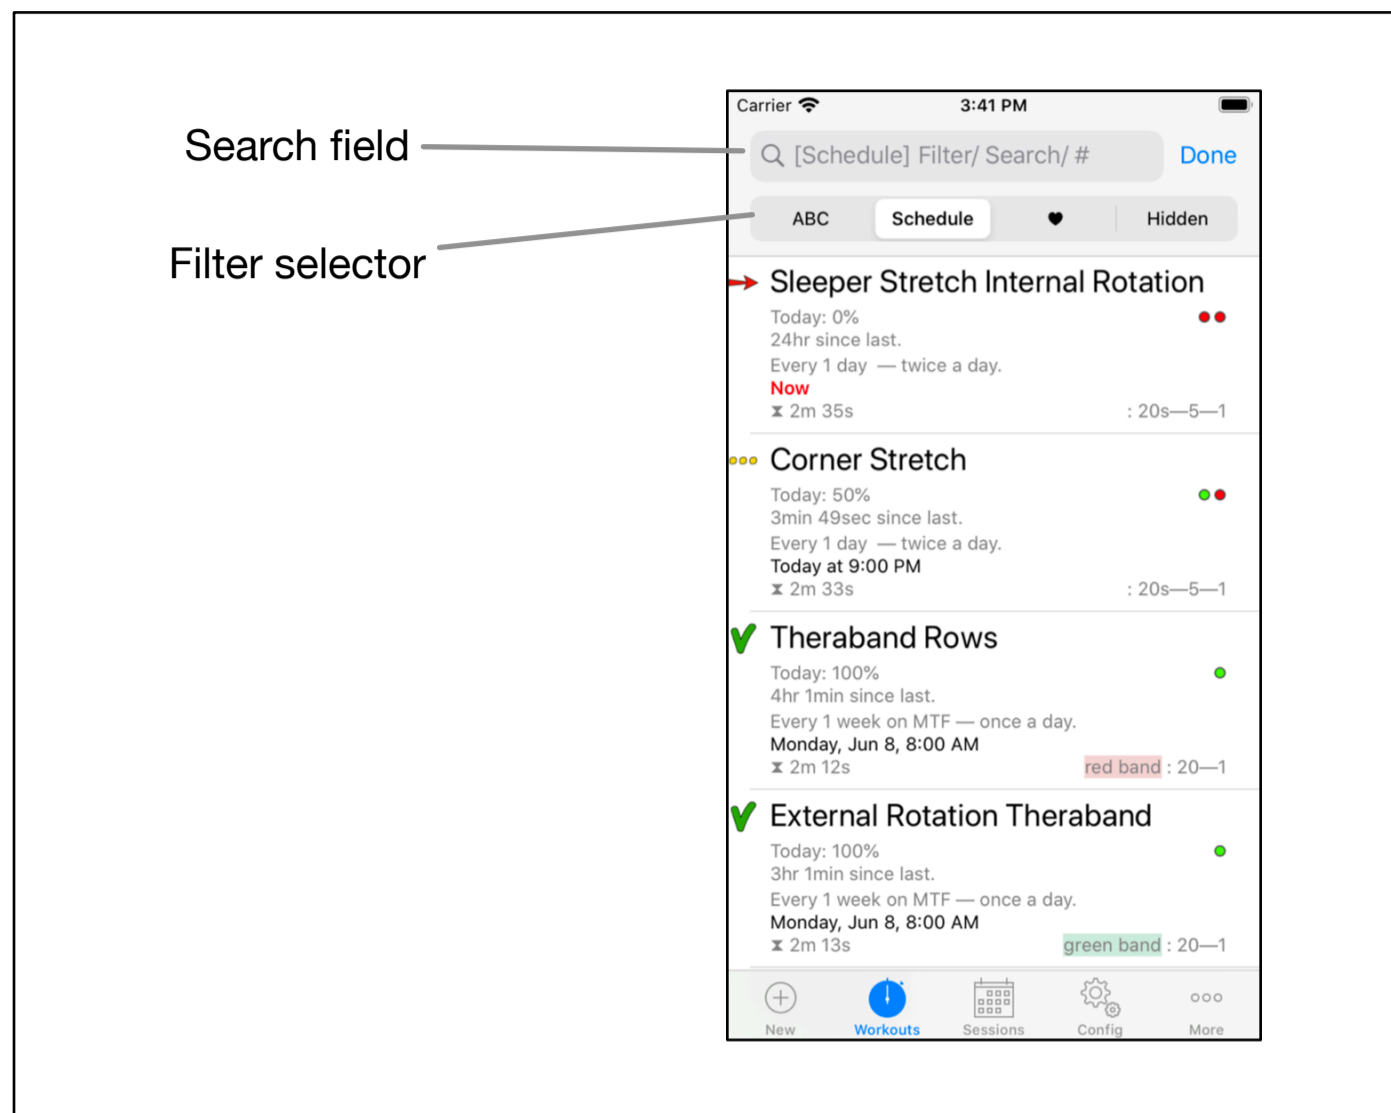 Search field
Filter selector
Carrier 3:41 PM
[Schedule] Filter/ Search/ # Done
ABC Schedule Hidden
Sleeper Stretch Internal Rotation
Today: 0%
24hr since last.
Every 1 day — twice a day.
Now
2m 35s : 20s—5—1
Corner Stretch
Today: 50%
3min 49sec since last.
Every 1 day — twice a day.
Today at 9:00 PM
2m 33s : 20s—5—1
Theraband Rows
Today: 100%
4hr 1min since last.
Every 1 week on MTF — once a day.
Monday, Jun 8, 8:00 AM
2m 12s red band : 20—1
External Rotation Theraband
Today: 100%
3hr 1min since last.
Every 1 week on MTF — once a day.
Monday, Jun 8, 8:00 AM
2m 13s green band : 20—1
New Workouts Sessions Config More